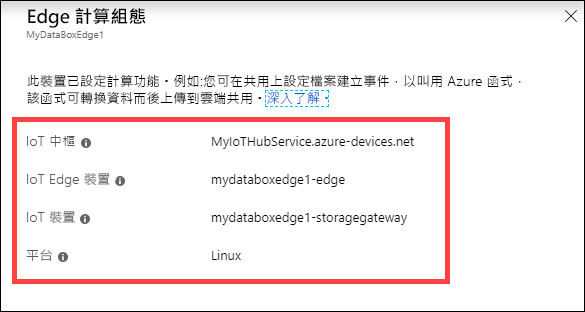 Edge 計算組態
MyDataBoxEdge1
此裝置已設定計算功能。例如:您可在共用上設定檔案建立事件，以叫用 Azure 函式，
該函式可轉換資料而後上傳到雲端共用。深入了解。
IoT 中樞 MyIoTHubService.azure-devices.net
IoT Edge 裝置 mydataboxedge1-edge
IoT 裝置 mydataboxedge1-storagegateway
平台 Linux